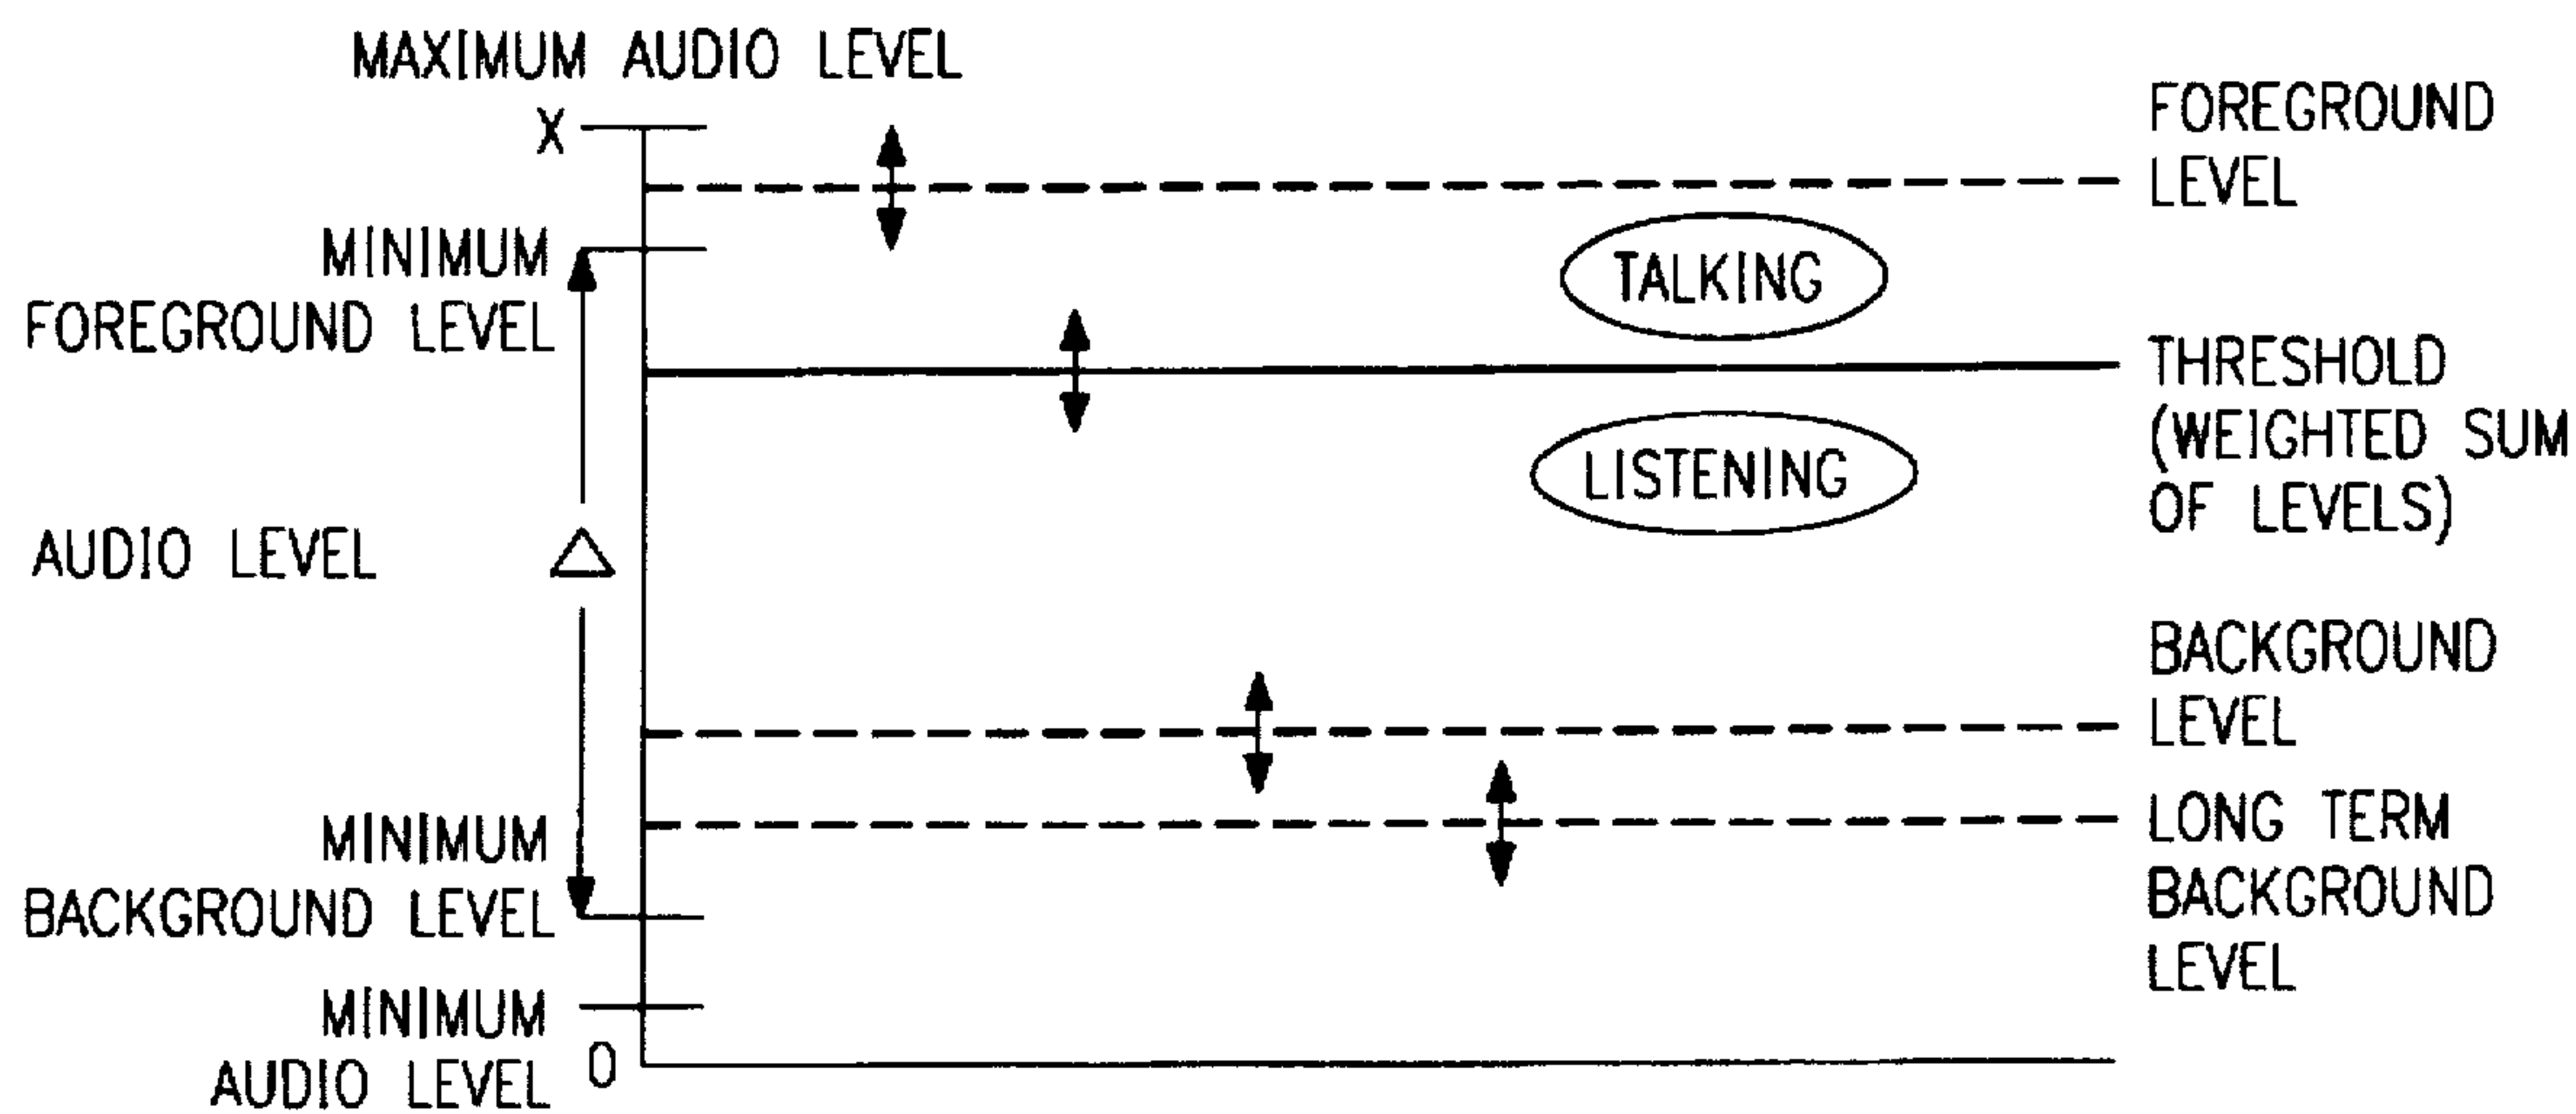 MAXIMUM AUDIO LEVEL
X
FOREGROUND
LEVEL
MINIMUM
FOREGROUND LEVEL
TALKING
THRESHOLD
(WEIGHTED SUM
OF LEVELS)
LISTENING
AUDIO LEVEL
△
BACKGROUND
LEVEL
MINIMUM
BACKGROUND LEVEL
LONG TERM
BACKGROUND
LEVEL
MINIMUM
AUDIO LEVEL
0